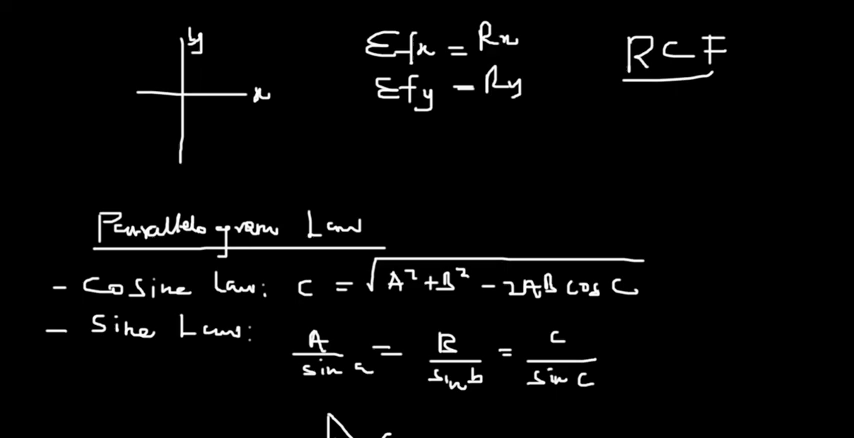 y
x
Σfx = Rx
Σfy = Ry
RCF
Parallelogram Law
- Cosine Law: C = √(A² + B² - 2AB cos C)
- Sine Law: A/sin a = B/sin b = C/sin C